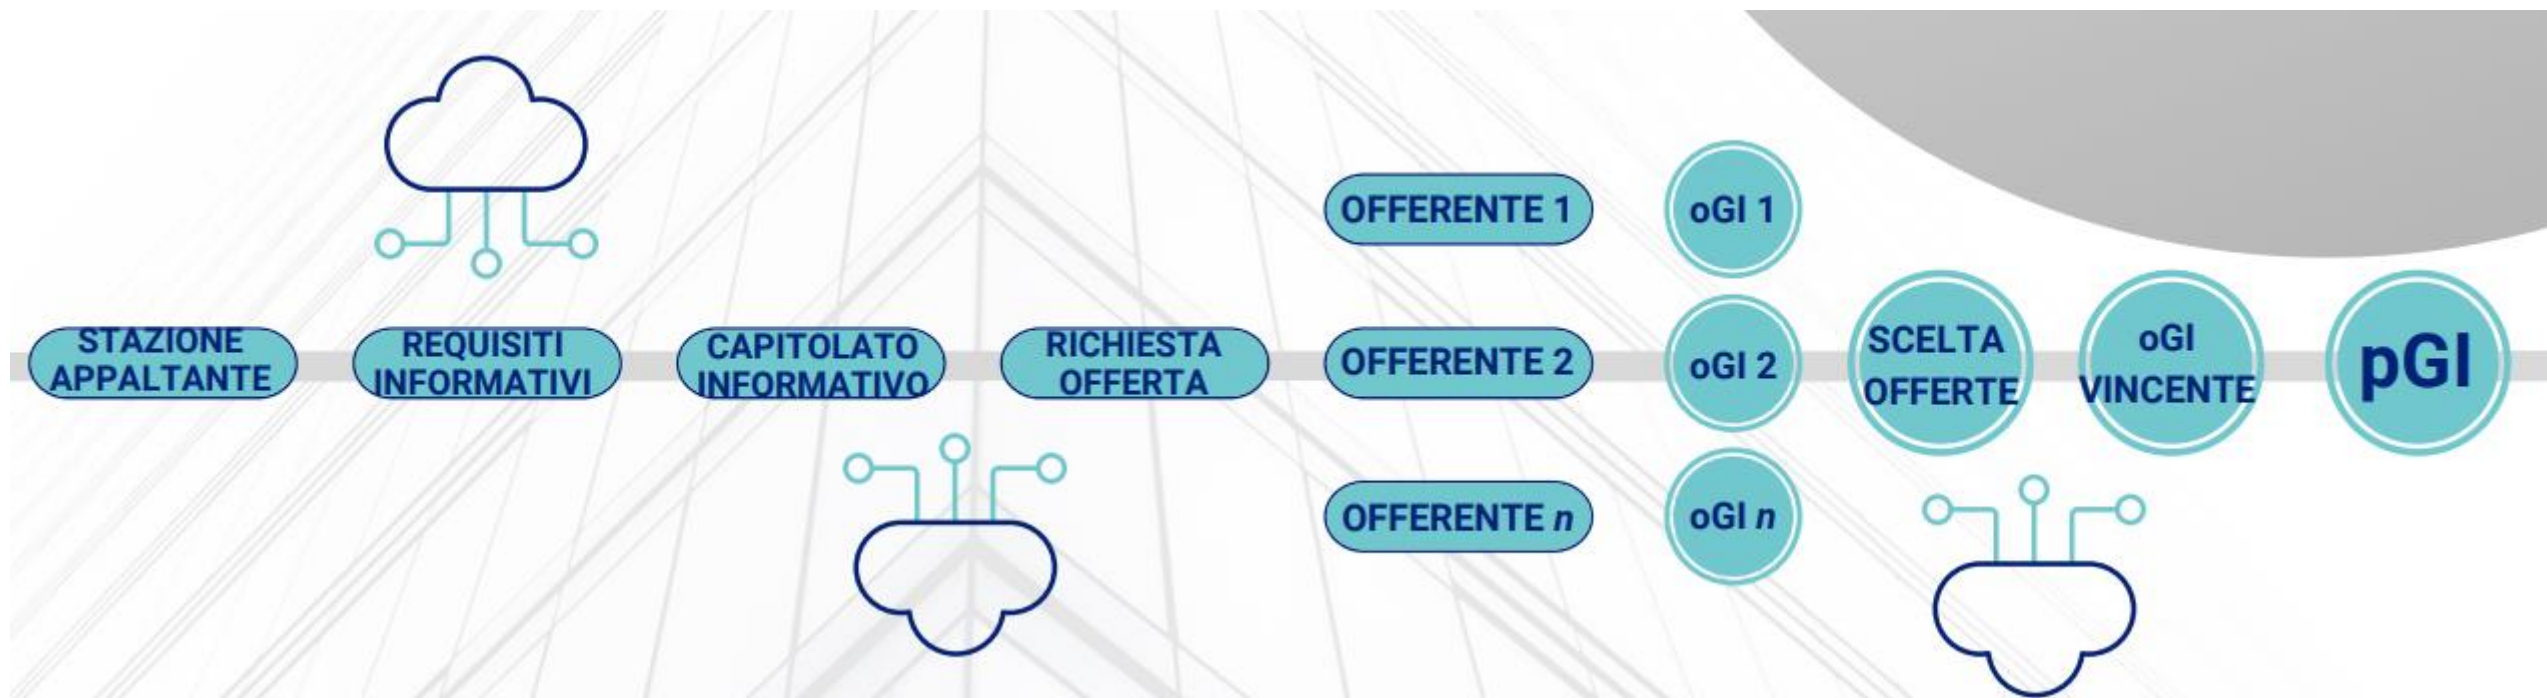 STAZIONE
APPALTANTE
REQUISITI
INFORMATIVI
CAPITOLATO
INFORMATIVO
RICHIESTA
OFFERTA
OFFERENTE 1
OFFERENTE 2
OFFERENTE n
oGI 1
oGI 2
oGI n
SCELTA
OFFERTE
oGI
VINCENTE
pGI